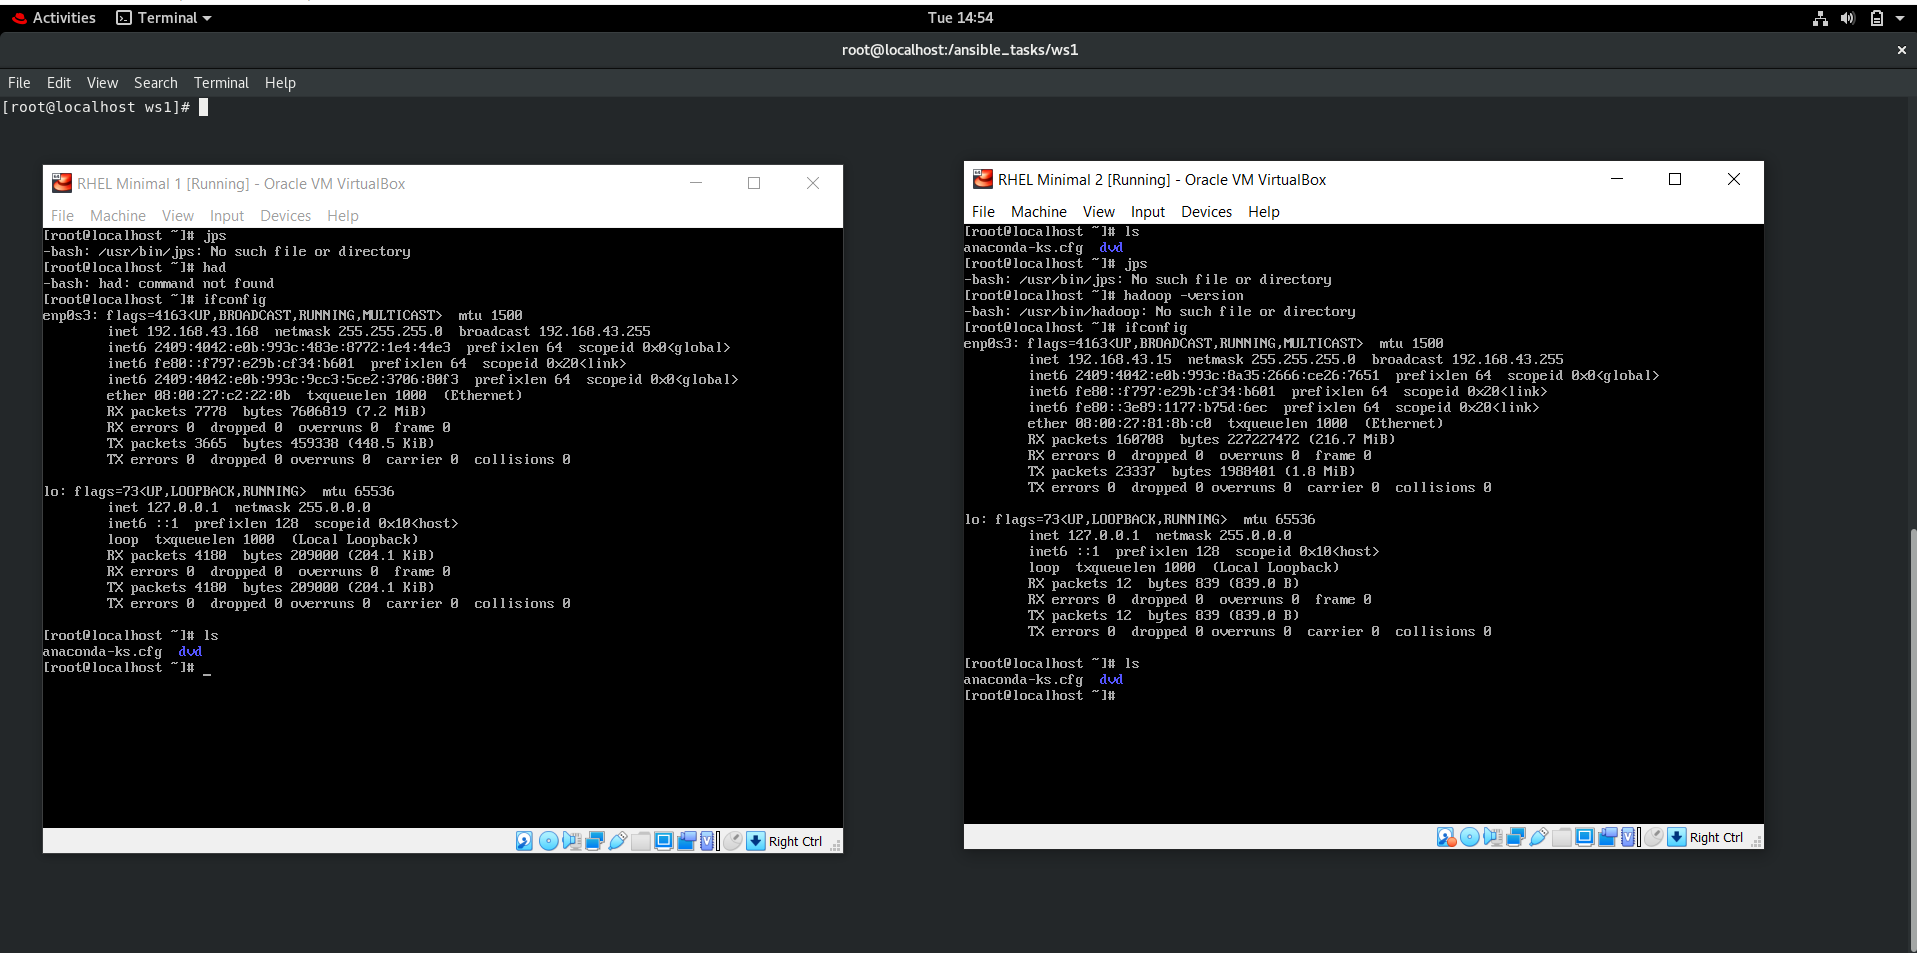 Activities Terminal Tue 14:54
root@localhost:/ansible_tasks/ws1
File Edit View Search Terminal Help
[root@localhost ws1]#
RHEL Minimal 1 [Running] - Oracle VM VirtualBox
File Machine View Input Devices Help
[root@localhost ~]# jps
-bash: /usr/bin/jps: No such file or directory
[root@localhost ~]# had
-bash: had: command not found
[root@localhost ~]# ifconfig
enp0s3: flags=4163<UP,BROADCAST,RUNNING,MULTICAST>  mtu 1500
inet 192.168.43.168  netmask 255.255.255.0  broadcast 192.168.43.255
inet6 2409:4042:e0b:993c:483e:8772:1e4:44e3  prefixlen 64  scopeid 0x0<global>
inet6 fe80::f797:e29b:cf34:b601  prefixlen 64  scopeid 0x20<link>
inet6 2409:4042:e0b:993c:9cc3:5ce2:3706:80f3  prefixlen 64  scopeid 0x0<global>
ether 08:00:27:c2:22:0b  txqueuelen 1000  (Ethernet)
RX packets 7778  bytes 7606819 (7.2 MiB)
RX errors 0  dropped 0  overruns 0  frame 0
TX packets 3665  bytes 459338 (448.5 KiB)
TX errors 0  dropped 0 overruns 0  carrier 0  collisions 0
lo: flags=73<UP,LOOPBACK,RUNNING>  mtu 65536
inet 127.0.0.1  netmask 255.0.0.0
inet6 ::1  prefixlen 128  scopeid 0x10<host>
loop  txqueuelen 1000  (Local Loopback)
RX packets 4180  bytes 209000 (204.1 KiB)
RX errors 0  dropped 0  overruns 0  frame 0
TX packets 4180  bytes 209000 (204.1 KiB)
TX errors 0  dropped 0 overruns 0  carrier 0  collisions 0
[root@localhost ~]# ls
anaconda-ks.cfg  dvd
[root@localhost ~]# _
Right Ctrl
RHEL Minimal 2 [Running] - Oracle VM VirtualBox
File Machine View Input Devices Help
[root@localhost ~]# ls
anaconda-ks.cfg  dvd
[root@localhost ~]# jps
-bash: /usr/bin/jps: No such file or directory
[root@localhost ~]# hadoop -version
-bash: /usr/bin/hadoop: No such file or directory
[root@localhost ~]# ifconfig
enp0s3: flags=4163<UP,BROADCAST,RUNNING,MULTICAST>  mtu 1500
inet 192.168.43.15  netmask 255.255.255.0  broadcast 192.168.43.255
inet6 2409:4042:e0b:993c:8a35:2666:ce26:7651  prefixlen 64  scopeid 0x0<global>
inet6 fe80::f797:e29b:cf34:b601  prefixlen 64  scopeid 0x20<link>
inet6 fe80::3e89:1177:b75d:6ec  prefixlen 64  scopeid 0x20<link>
ether 08:00:27:81:8b:c0  txqueuelen 1000  (Ethernet)
RX packets 160708  bytes 227227472 (216.7 MiB)
RX errors 0  dropped 0  overruns 0  frame 0
TX packets 23337  bytes 1988401 (1.8 MiB)
TX errors 0  dropped 0 overruns 0  carrier 0  collisions 0
lo: flags=73<UP,LOOPBACK,RUNNING>  mtu 65536
inet 127.0.0.1  netmask 255.0.0.0
inet6 ::1  prefixlen 128  scopeid 0x10<host>
loop  txqueuelen 1000  (Local Loopback)
RX packets 12  bytes 839 (839.0 B)
RX errors 0  dropped 0  overruns 0  frame 0
TX packets 12  bytes 839 (839.0 B)
TX errors 0  dropped 0 overruns 0  carrier 0  collisions 0
[root@localhost ~]# ls
anaconda-ks.cfg  dvd
[root@localhost ~]#
Right Ctrl